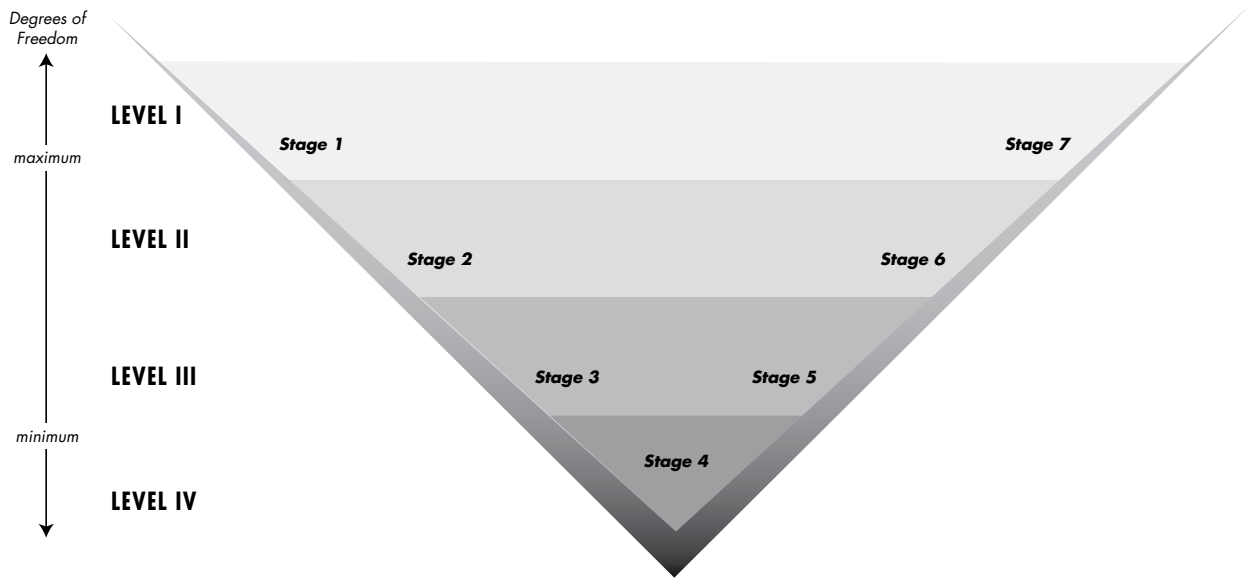 Degrees of
Freedom
LEVEL I
Stage 1
Stage 7
maximum
LEVEL II
Stage 2
Stage 6
LEVEL III
Stage 3
Stage 5
minimum
Stage 4
LEVEL IV